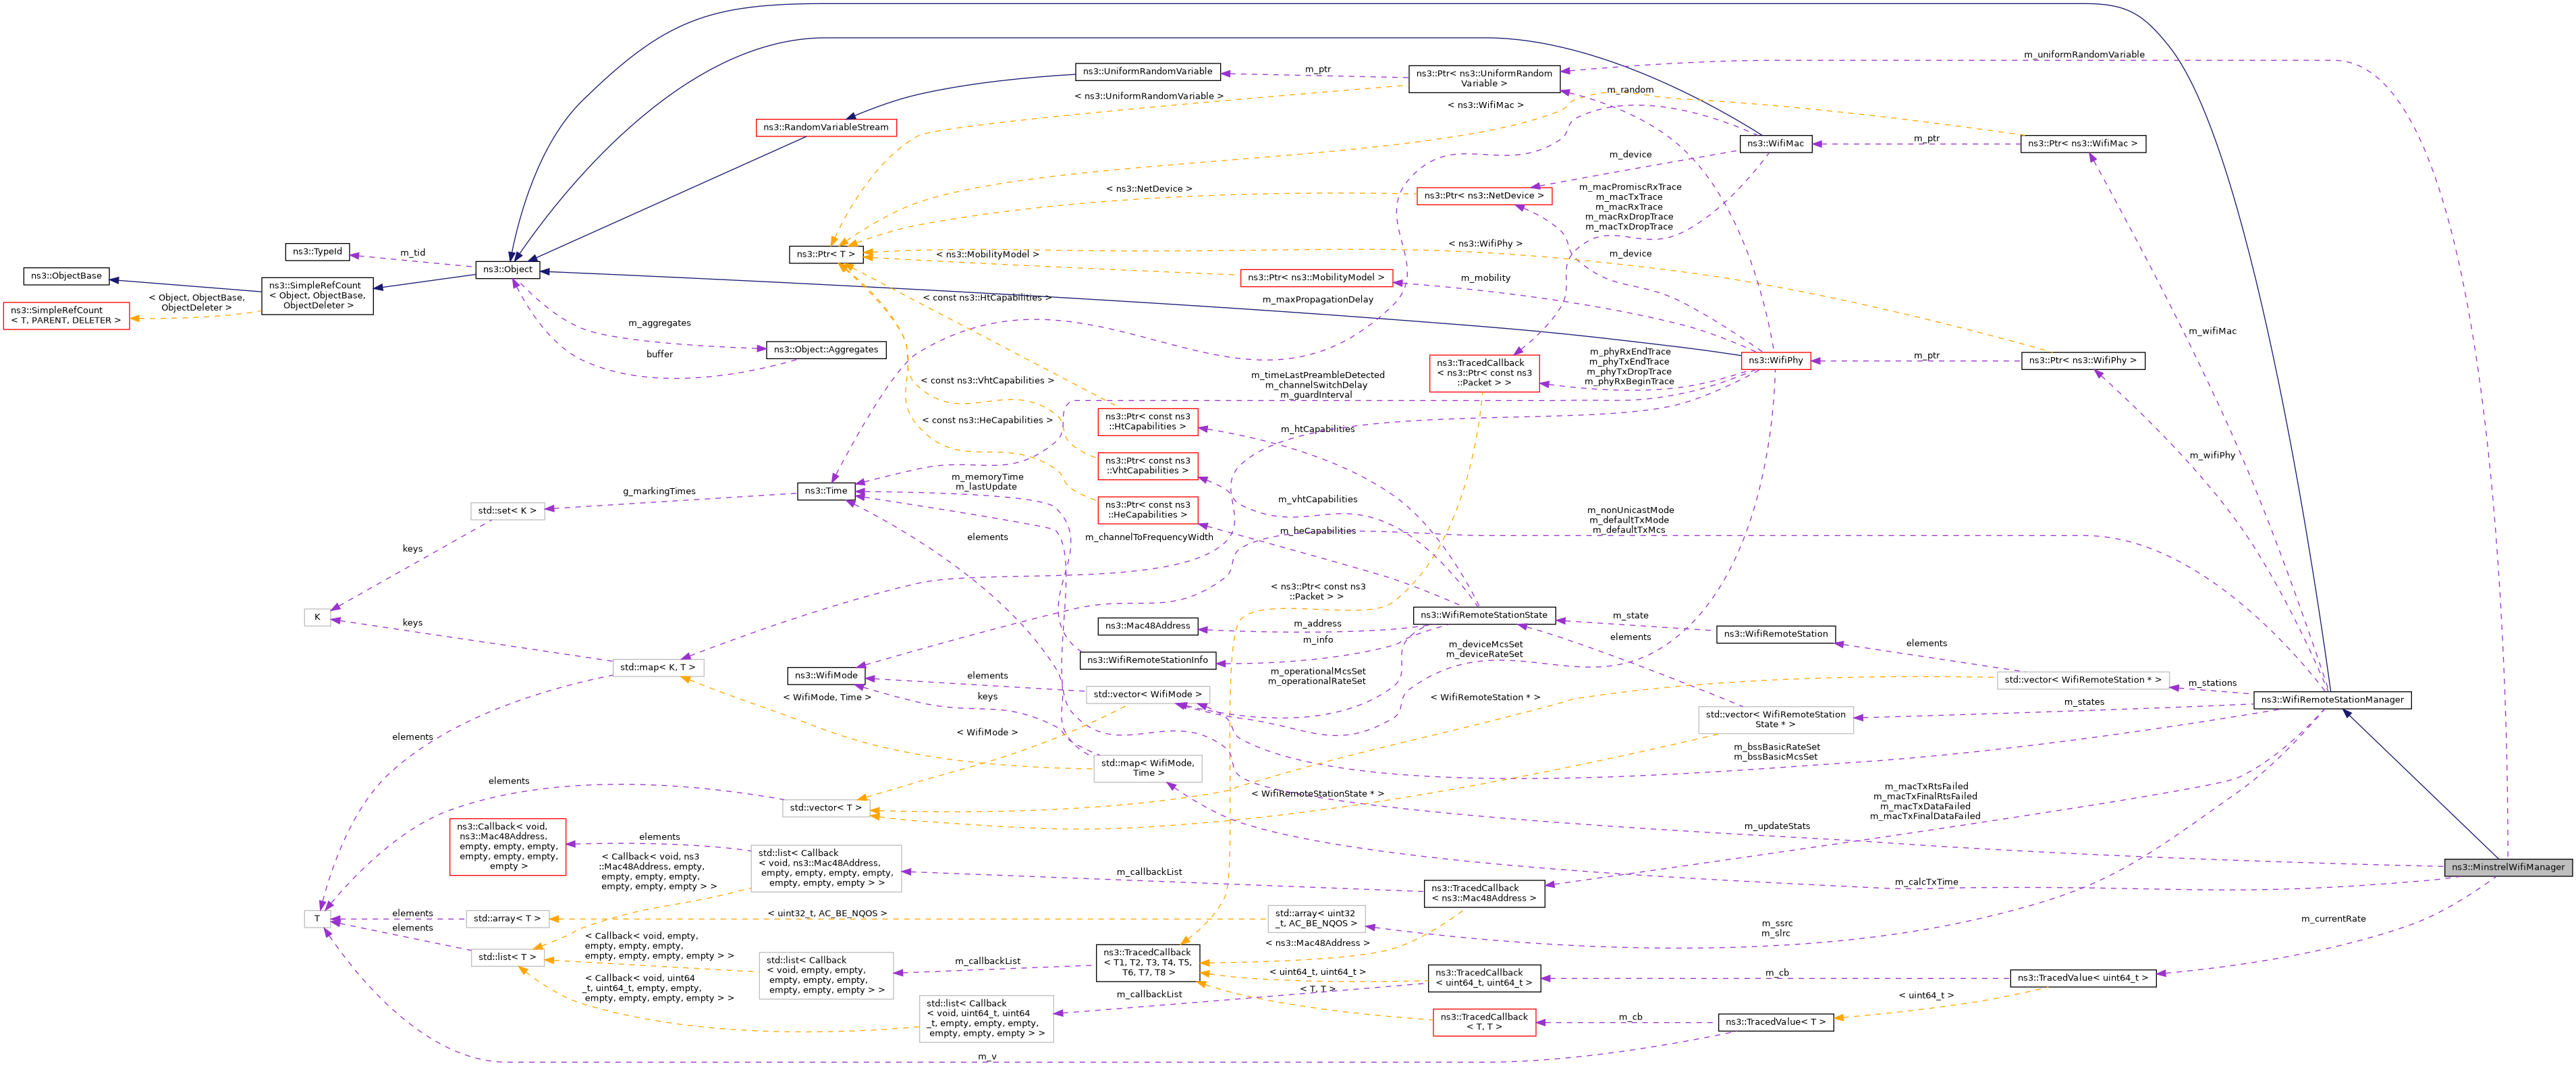 m_uniformRandomVariable
ns3::UniformRandomVariable
m_ptr
ns3::Ptr< ns3::UniformRandom
Variable >
< ns3::UniformRandomVariable >
m_random
< ns3::WifiMac >
ns3::RandomVariableStream
ns3::WifiMac
m_ptr
ns3::Ptr< ns3::WifiMac >
m_device
< ns3::NetDevice >
ns3::Ptr< ns3::NetDevice >
m_macPromiscRxTrace
m_macTxTrace
m_macRxTrace
m_macRxDropTrace
m_macTxDropTrace
ns3::TypeId
m_tid
ns3::Ptr< T >
< ns3::WifiPhy >
< ns3::MobilityModel >
m_device
ns3::Object
ns3::ObjectBase
ns3::SimpleRefCount
< Object, ObjectBase,
ObjectDeleter >
ns3::Ptr< ns3::MobilityModel >
m_mobility
< Object, ObjectBase,
ObjectDeleter >
ns3::SimpleRefCount
< T, PARENT, DELETER >
< const ns3::HtCapabilities >
m_maxPropagationDelay
m_aggregates
m_wifiMac
buffer
ns3::Object::Aggregates
ns3::TracedCallback
< ns3::Ptr< const ns3
::Packet > >
m_phyRxEndTrace
m_phyTxEndTrace
m_phyTxDropTrace
m_phyRxBeginTrace
ns3::WifiPhy
m_ptr
ns3::Ptr< ns3::WifiPhy >
< const ns3::VhtCapabilities >
m_timeLastPreambleDetected
m_channelSwitchDelay
m_guardInterval
ns3::Ptr< const ns3
::HtCapabilities >
< const ns3::HeCapabilities >
m_htCapabilities
ns3::Ptr< const ns3
::VhtCapabilities >
m_wifiPhy
m_memoryTime
m_lastUpdate
g_markingTimes
ns3::Time
m_vhtCapabilities
ns3::Ptr< const ns3
::HeCapabilities >
std::set< K >
m_nonUnicastMode
m_defaultTxMode
m_defaultTxMcs
m_heCapabilities
elements
m_channelToFrequencyWidth
keys
< ns3::Ptr< const ns3
::Packet > >
K
keys
ns3::Mac48Address
m_address
ns3::WifiRemoteStationState
m_state
ns3::WifiRemoteStation
elements
elements
m_info
m_deviceMcsSet
m_deviceRateSet
ns3::WifiRemoteStationInfo
std::map< K, T >
ns3::WifiMode
elements
m_operationalMcsSet
m_operationalRateSet
std::vector< WifiRemoteStation * >
m_stations
ns3::WifiRemoteStationManager
< WifiMode, Time >
keys
std::vector< WifiMode >
< WifiRemoteStation * >
m_states
std::vector< WifiRemoteStation
State * >
elements
< WifiMode >
m_bssBasicRateSet
m_bssBasicMcsSet
std::map< WifiMode,
Time >
elements
< WifiRemoteStationState * >
m_macTxRtsFailed
m_macTxFinalRtsFailed
m_macTxDataFailed
m_macTxFinalDataFailed
std::vector< T >
m_updateStats
ns3::Callback< void,
ns3::Mac48Address,
empty, empty, empty,
empty, empty, empty,
empty >
elements
std::list< Callback
< void, ns3::Mac48Address,
empty, empty, empty, empty,
empty, empty, empty > >
< Callback< void, ns3
::Mac48Address, empty,
empty, empty, empty,
empty, empty, empty > >
ns3::MinstrelWifiManager
m_callbackList
m_calcTxTime
ns3::TracedCallback
< ns3::Mac48Address >
T
elements
std::array< T >
< uint32_t, AC_BE_NQOS >
std::array< uint32
_t, AC_BE_NQOS >
m_ssrc
m_slrc
m_currentRate
elements
std::list< T >
< Callback< void, empty,
empty, empty, empty,
empty, empty, empty, empty > >
< ns3::Mac48Address >
std::list< Callback
< void, empty, empty,
empty, empty, empty,
empty, empty, empty > >
m_callbackList
ns3::TracedCallback
< T1, T2, T3, T4, T5,
T6, T7, T8 >
< uint64_t, uint64_t >
ns3::TracedCallback
< uint64_t, uint64_t >
m_cb
ns3::TracedValue< uint64_t >
< Callback< void, uint64
_t, uint64_t, empty, empty,
empty, empty, empty, empty > >
std::list< Callback
< void, uint64_t, uint64
_t, empty, empty, empty,
empty, empty, empty > >
m_callbackList
< T, T >
< uint64_t >
ns3::TracedCallback
< T, T >
m_cb
ns3::TracedValue< T >
m_v